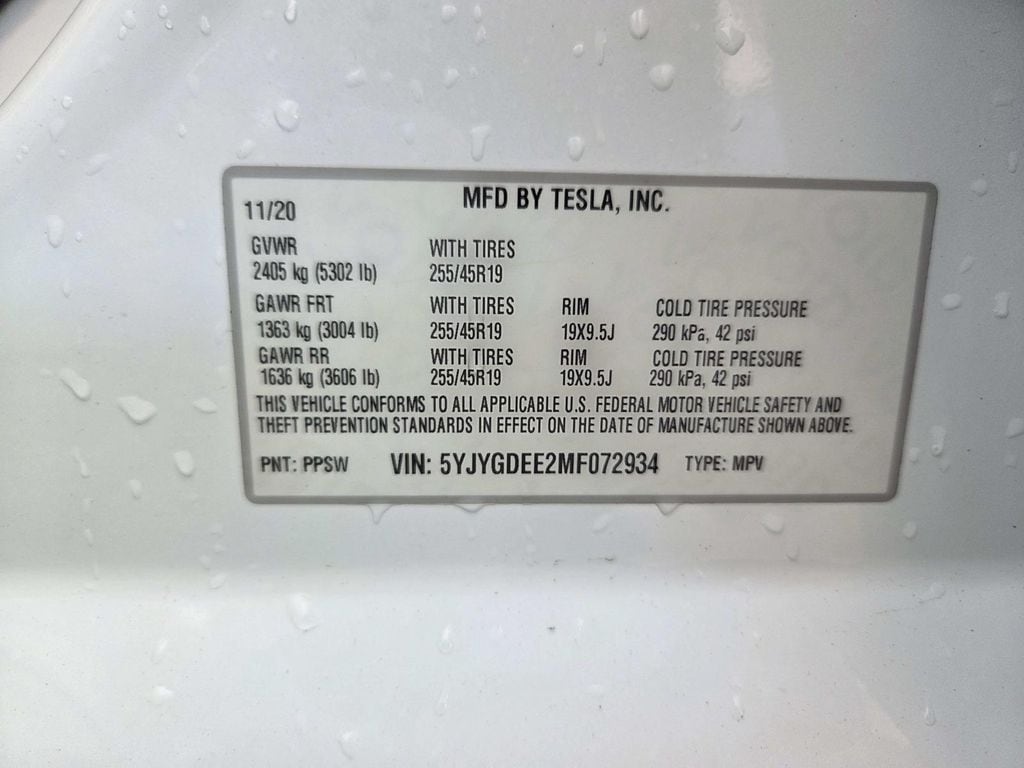 MFD BY TESLA, INC.
11/20
GVWR WITH TIRES
2405 kg (5302 lb) 255/45R19
GAWR FRT WITH TIRES RIM COLD TIRE PRESSURE
1363 kg (3004 lb) 255/45R19 19X9.5J 290 kPa, 42 psi
GAWR RR WITH TIRES RIM COLD TIRE PRESSURE
1636 kg (3606 lb) 255/45R19 19X9.5J 290 kPa, 42 psi
THIS VEHICLE CONFORMS TO ALL APPLICABLE U.S. FEDERAL MOTOR VEHICLE SAFETY AND
THEFT PREVENTION STANDARDS IN EFFECT ON THE DATE OF MANUFACTURE SHOWN ABOVE.
PNT: PPSW VIN: 5YJYGDEE2MF072934 TYPE: MPV